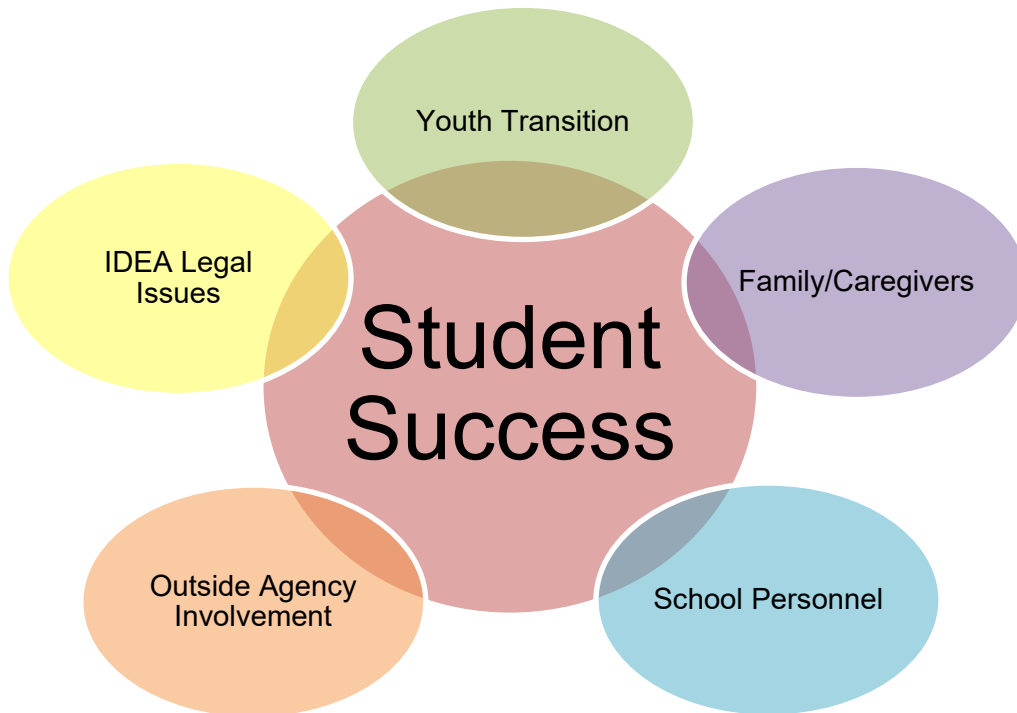 Youth Transition
IDEA Legal
Issues
Family/Caregivers
Student
Success
Outside Agency
Involvement
School Personnel